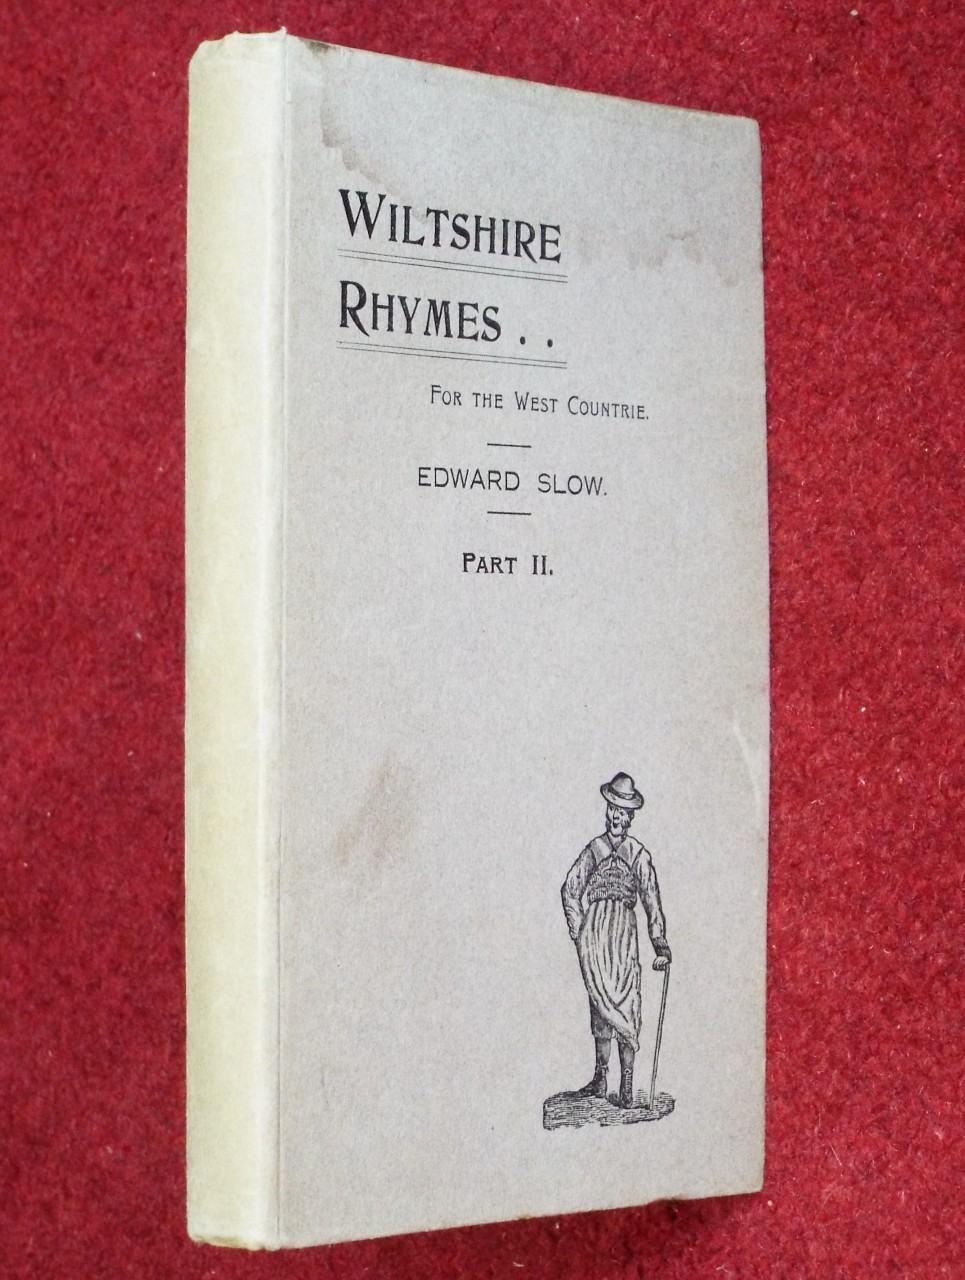 WILTSHIRE
RHYMES . .
FOR THE WEST COUNTRIE.
EDWARD SLOW.
PART II.